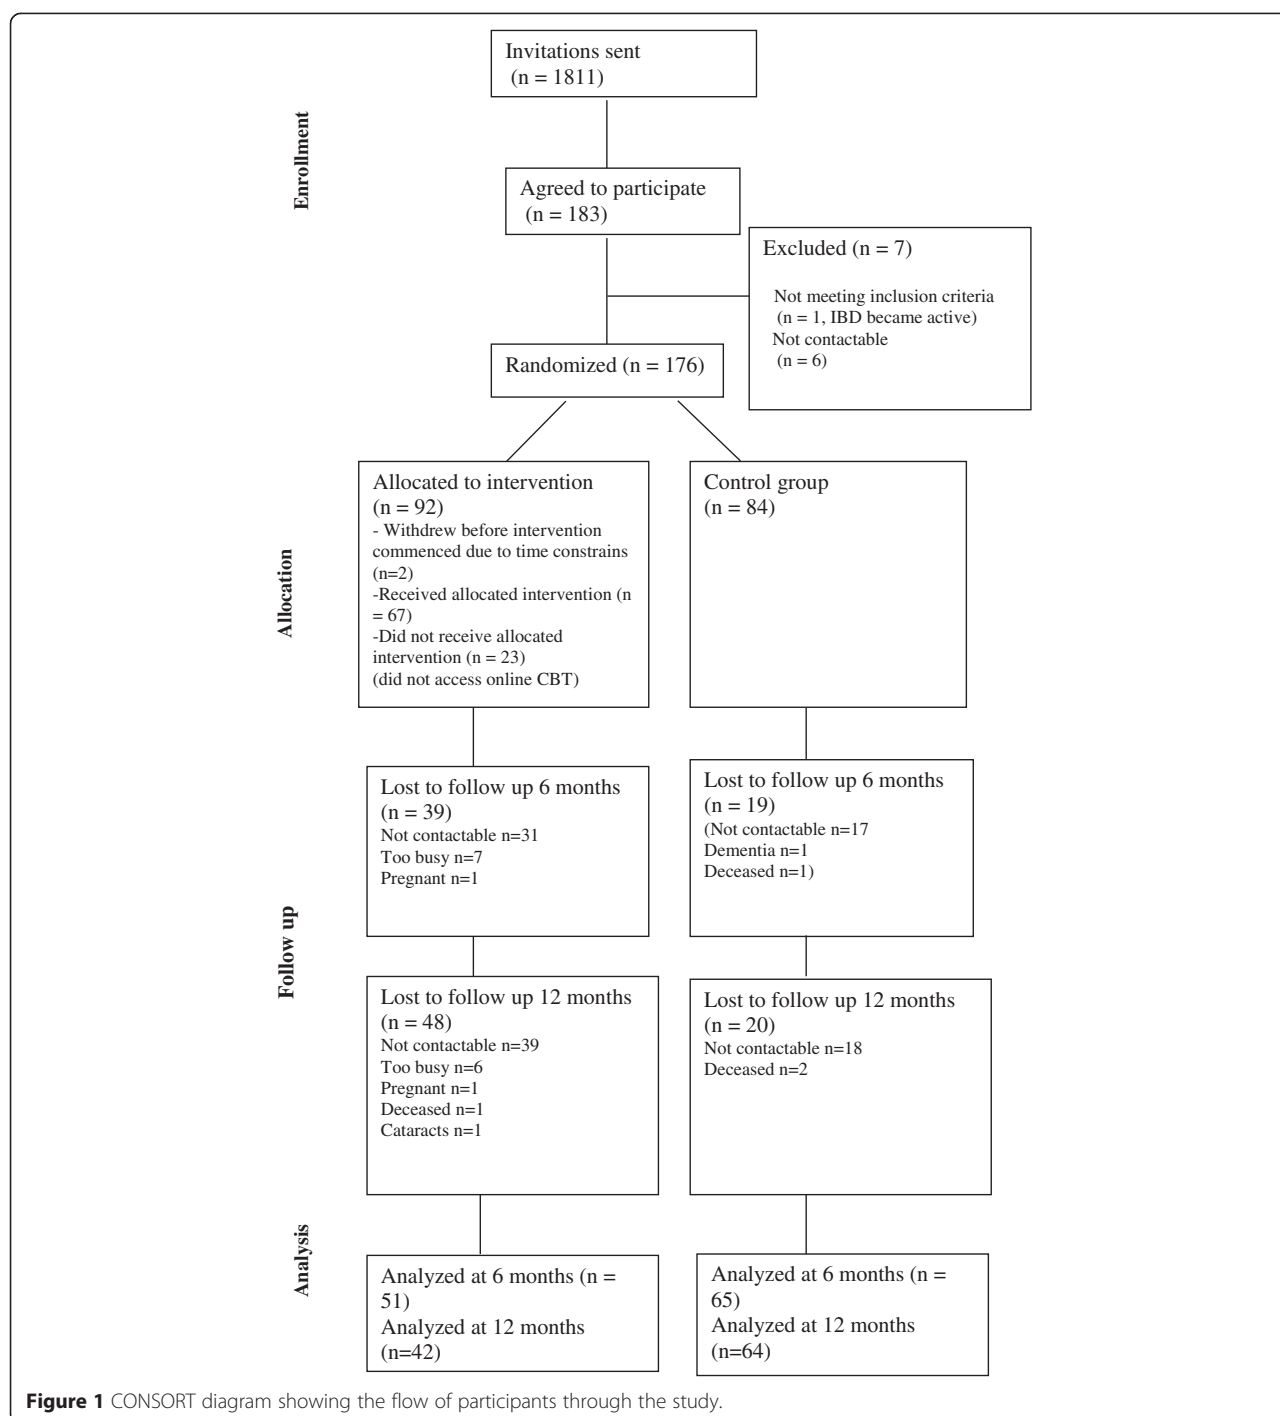 Invitations sent
(n = 1811)
Enrollment
Agreed to participate
(n = 183)
Excluded (n = 7)
Not meeting inclusion criteria
(n = 1, IBD became active)
Not contactable
(n = 6)
Randomized (n = 176)
Allocation
Allocated to intervention
(n = 92)
- Withdrew before intervention
commenced due to time constrains
(n=2)
-Received allocated intervention (n
= 67)
-Did not receive allocated
intervention (n = 23)
(did not access online CBT)
Control group
(n = 84)
Follow up
Lost to follow up 6 months
(n = 39)
Not contactable n=31
Too busy n=7
Pregnant n=1
Lost to follow up 6 months
(n = 19)
(Not contactable n=17
Dementia n=1
Deceased n=1)
Lost to follow up 12 months
(n = 48)
Not contactable n=39
Too busy n=6
Pregnant n=1
Deceased n=1
Cataracts n=1
Lost to follow up 12 months
(n = 20)
Not contactable n=18
Deceased n=2
Analysis
Analyzed at 6 months (n =
51)
Analyzed at 12 months
(n=42)
Analyzed at 6 months (n =
65)
Analyzed at 12 months
(n=64)
Figure 1 CONSORT diagram showing the flow of participants through the study.